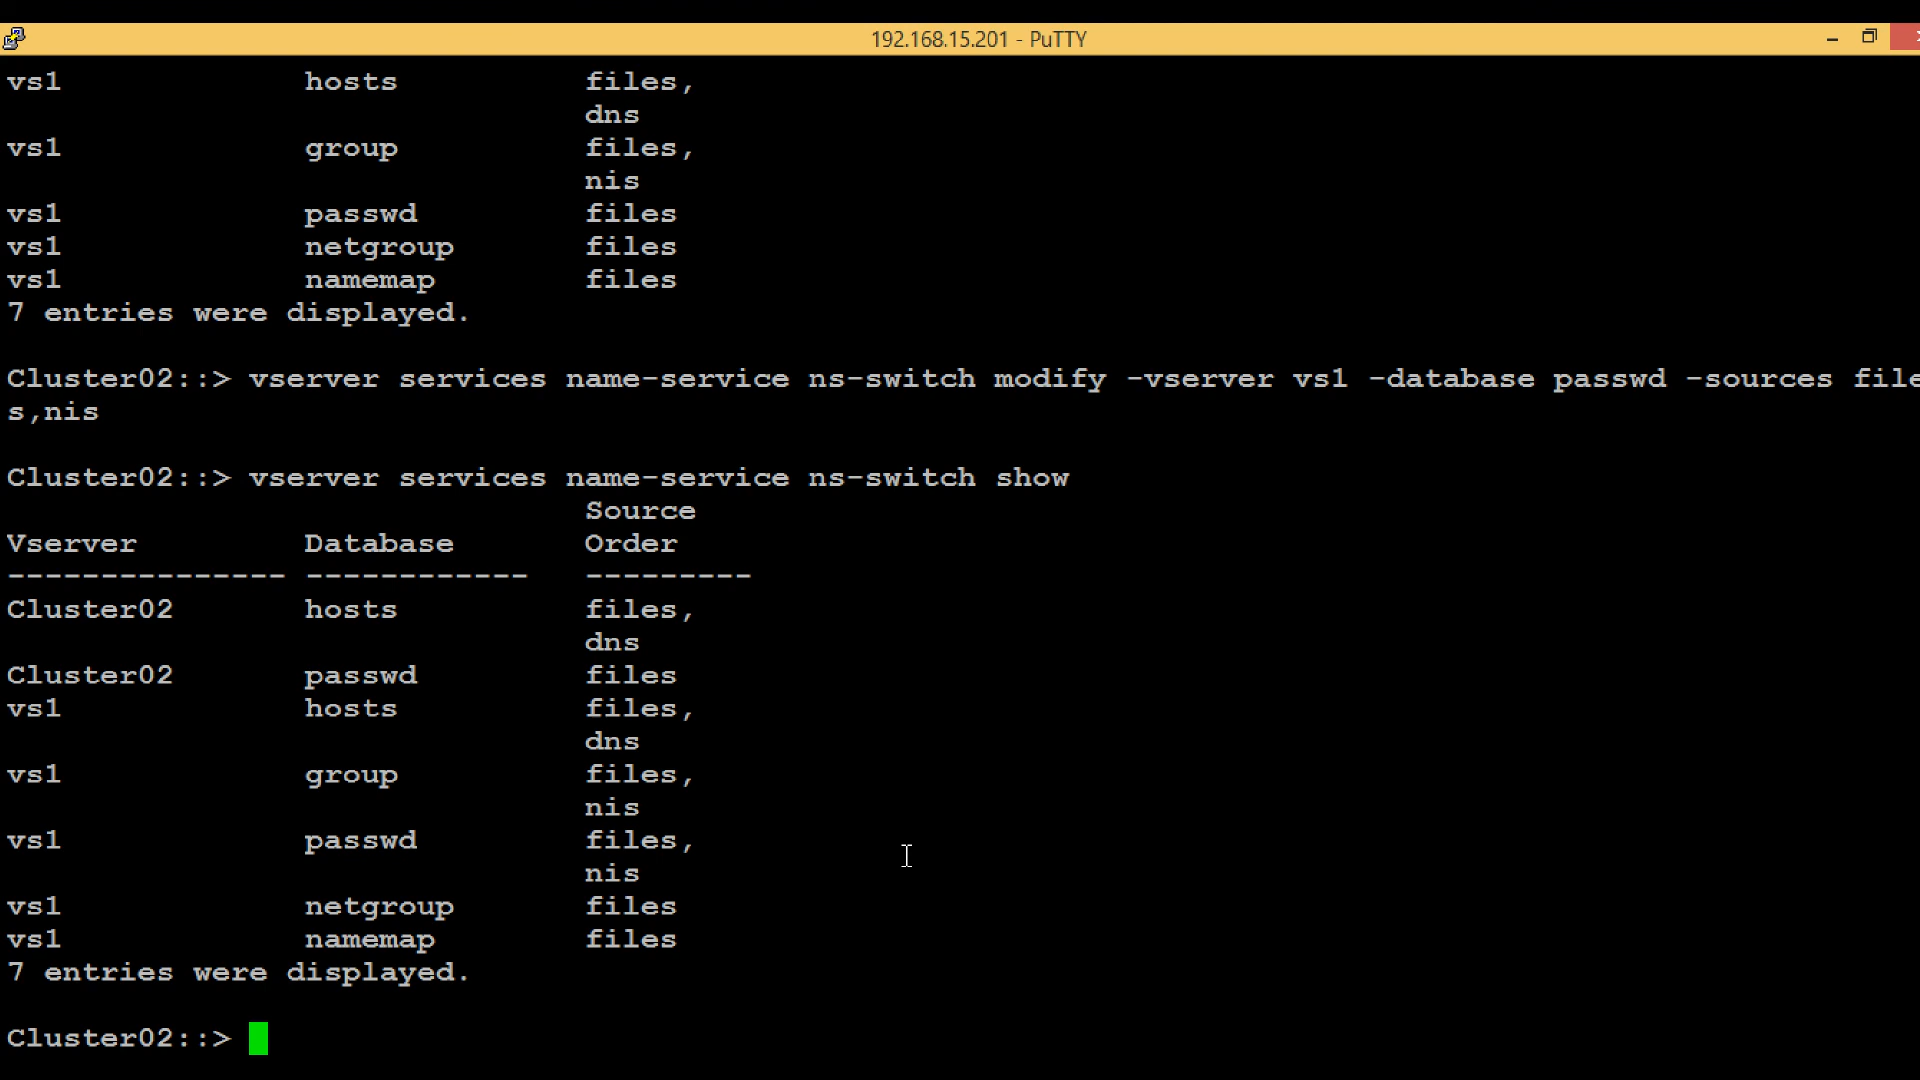 192.168.15.201 - PuTTY
vs1 hosts files,
dns
vs1 group files,
nis
vs1 passwd files
vs1 netgroup files
vs1 namemap files
7 entries were displayed.
Cluster02::> vserver services name-service ns-switch modify -vserver vs1 -database passwd -sources file
s,nis
Cluster02::> vserver services name-service ns-switch show
Source
Vserver Database Order
--------------- ------------ ---------
Cluster02 hosts files,
dns
Cluster02 passwd files
vs1 hosts files,
dns
vs1 group files,
nis
vs1 passwd files,
nis
vs1 netgroup files
vs1 namemap files
7 entries were displayed.
Cluster02::>